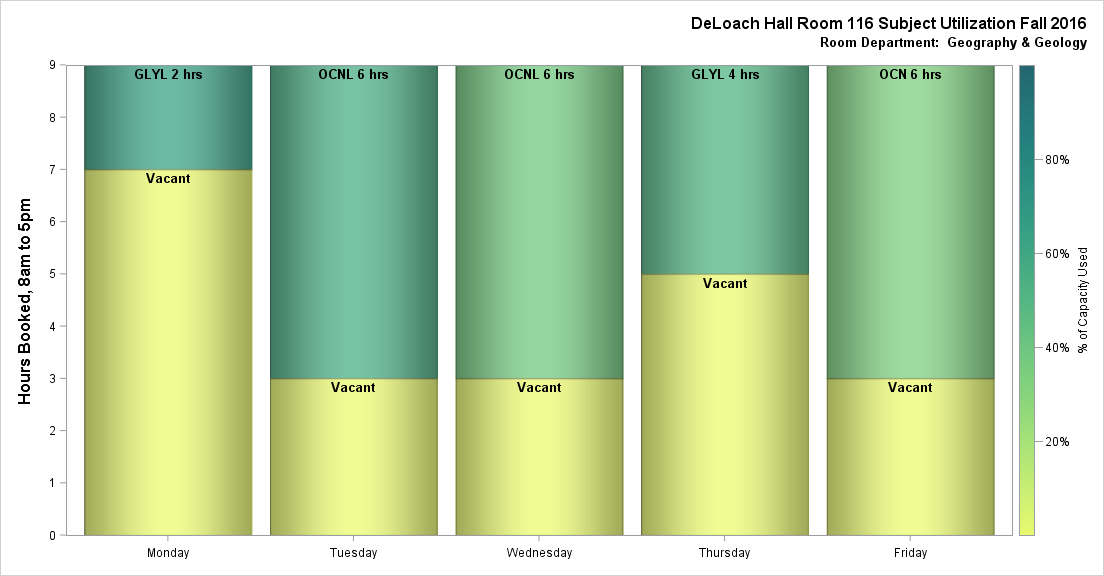 DeLoach Hall Room 116 Subject Utilization Fall 2016
Room Department:  Geography & Geology
Hours Booked, 8am to 5pm
9
8
7
6
5
4
3
2
1
0
GLYL 2 hrs
Vacant
OCNL 6 hrs
Vacant
OCNL 6 hrs
Vacant
GLYL 4 hrs
Vacant
OCN 6 hrs
Vacant
Monday
Tuesday
Wednesday
Thursday
Friday
80%
60%
40%
20%
% of Capacity Used